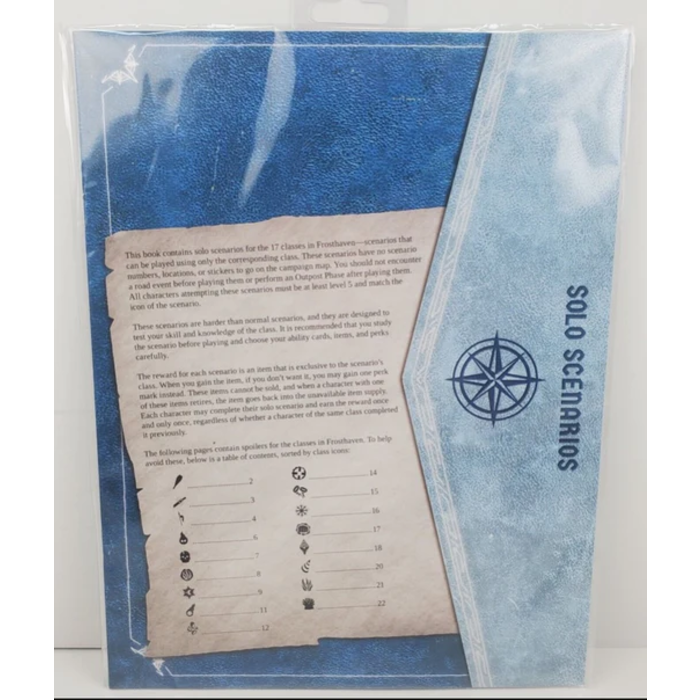 This book contains solo scenarios for the 17 classes in Frosthaven—scenarios that
can be played using only the corresponding class. These scenarios have no scenario
numbers, locations, or stickers to go on the campaign map. You should not encounter
a road event before playing them or perform an Outpost Phase after playing them.
All characters attempting these scenarios must be at least level 5 and match the
icon of the scenario.
These scenarios are harder than normal scenarios, and they are designed to
test your skill and knowledge of the class. It is recommended that you study
the scenario before playing and choose your ability cards, items, and perks
carefully.
The reward for each scenario is an item that is exclusive to the scenario's
class. When you gain the item, if you don't want it, you may gain one perk
mark instead. These items cannot be sold, and when a character with one
of these items retires, the item goes back into the unavailable item supply.
Each character may complete their solo scenario and earn the reward once
and only once, regardless of whether a character of the same class completed
it previously.
The following pages contain spoilers for the classes in Frosthaven. To help
avoid these, below is a table of contents, sorted by class icon:
2
3
4
6
7
8
9
11
12
14
15
16
17
18
20
21
22
SOLO SCENARIOS